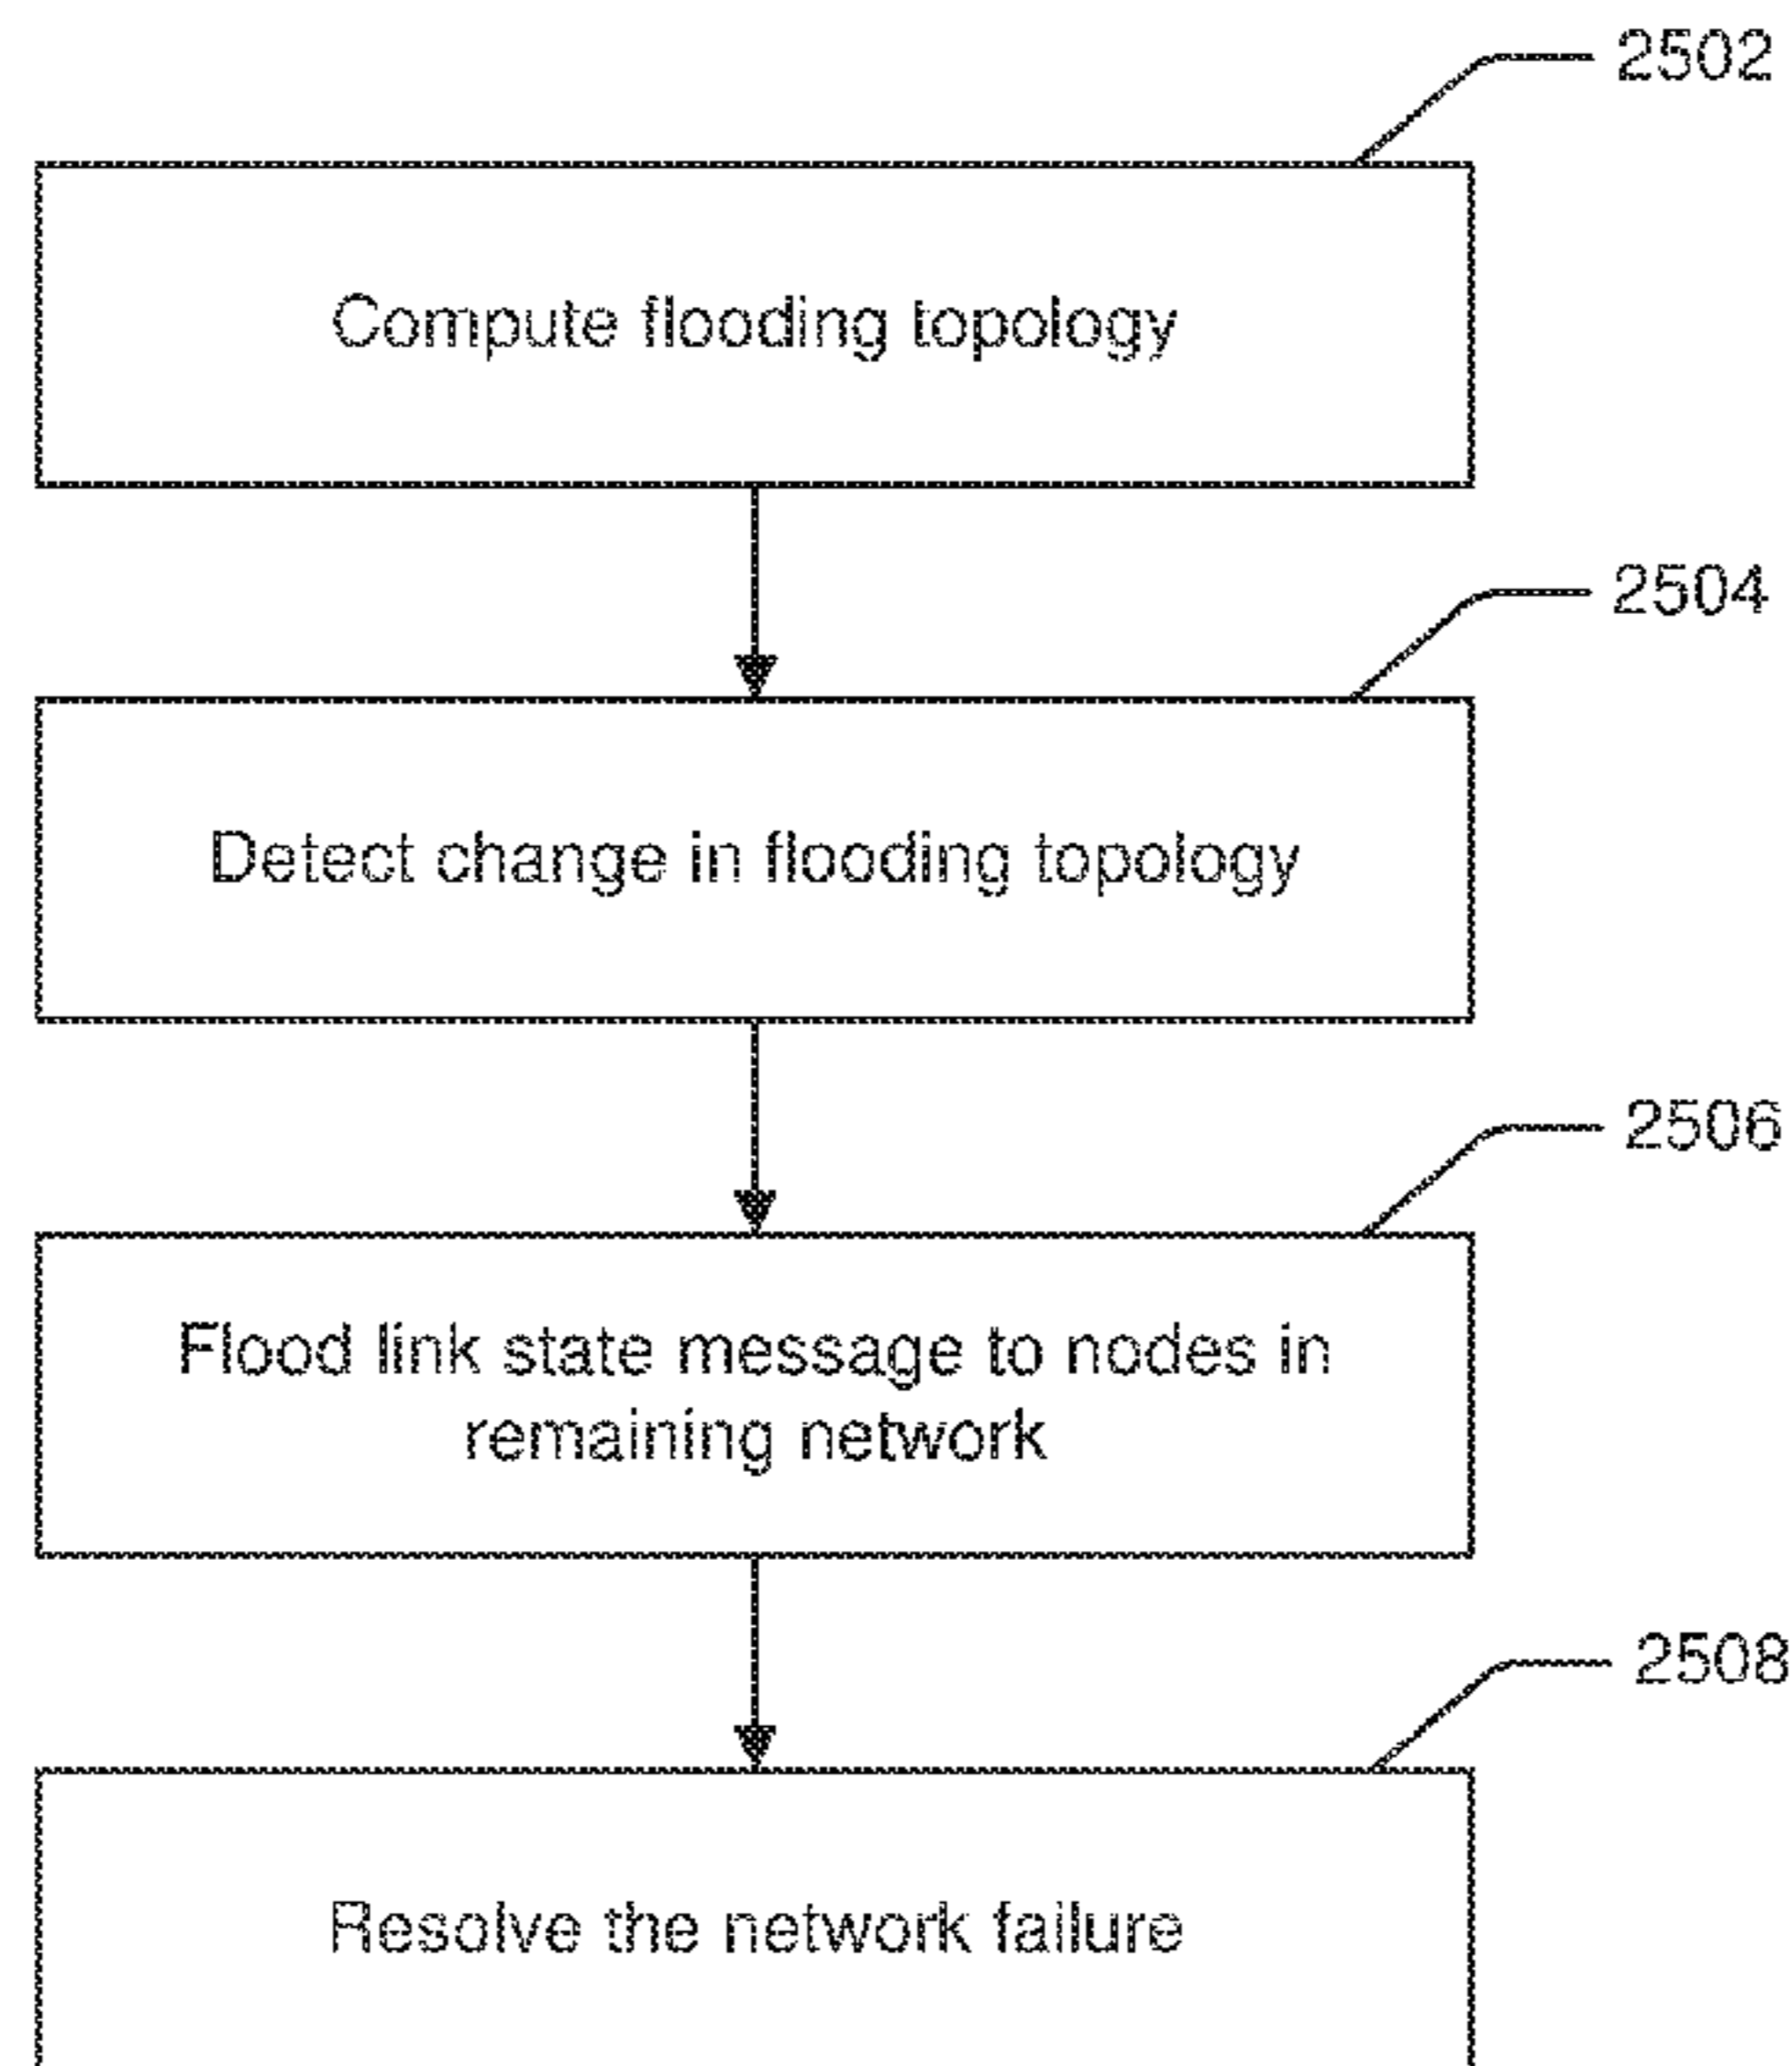 2502
Compute flooding topology
2504
Detect change in flooding topology
2506
Flood link state message to nodes in
remaining network
2508
Resolve the network failure